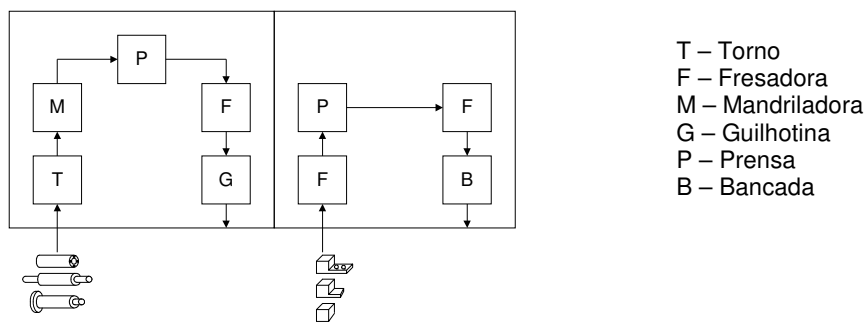 P
M
F
T
G
P
F
F
B
T – Torno
F – Fresadora
M – Mandriladora
G – Guilhotina
P – Prensa
B – Bancada